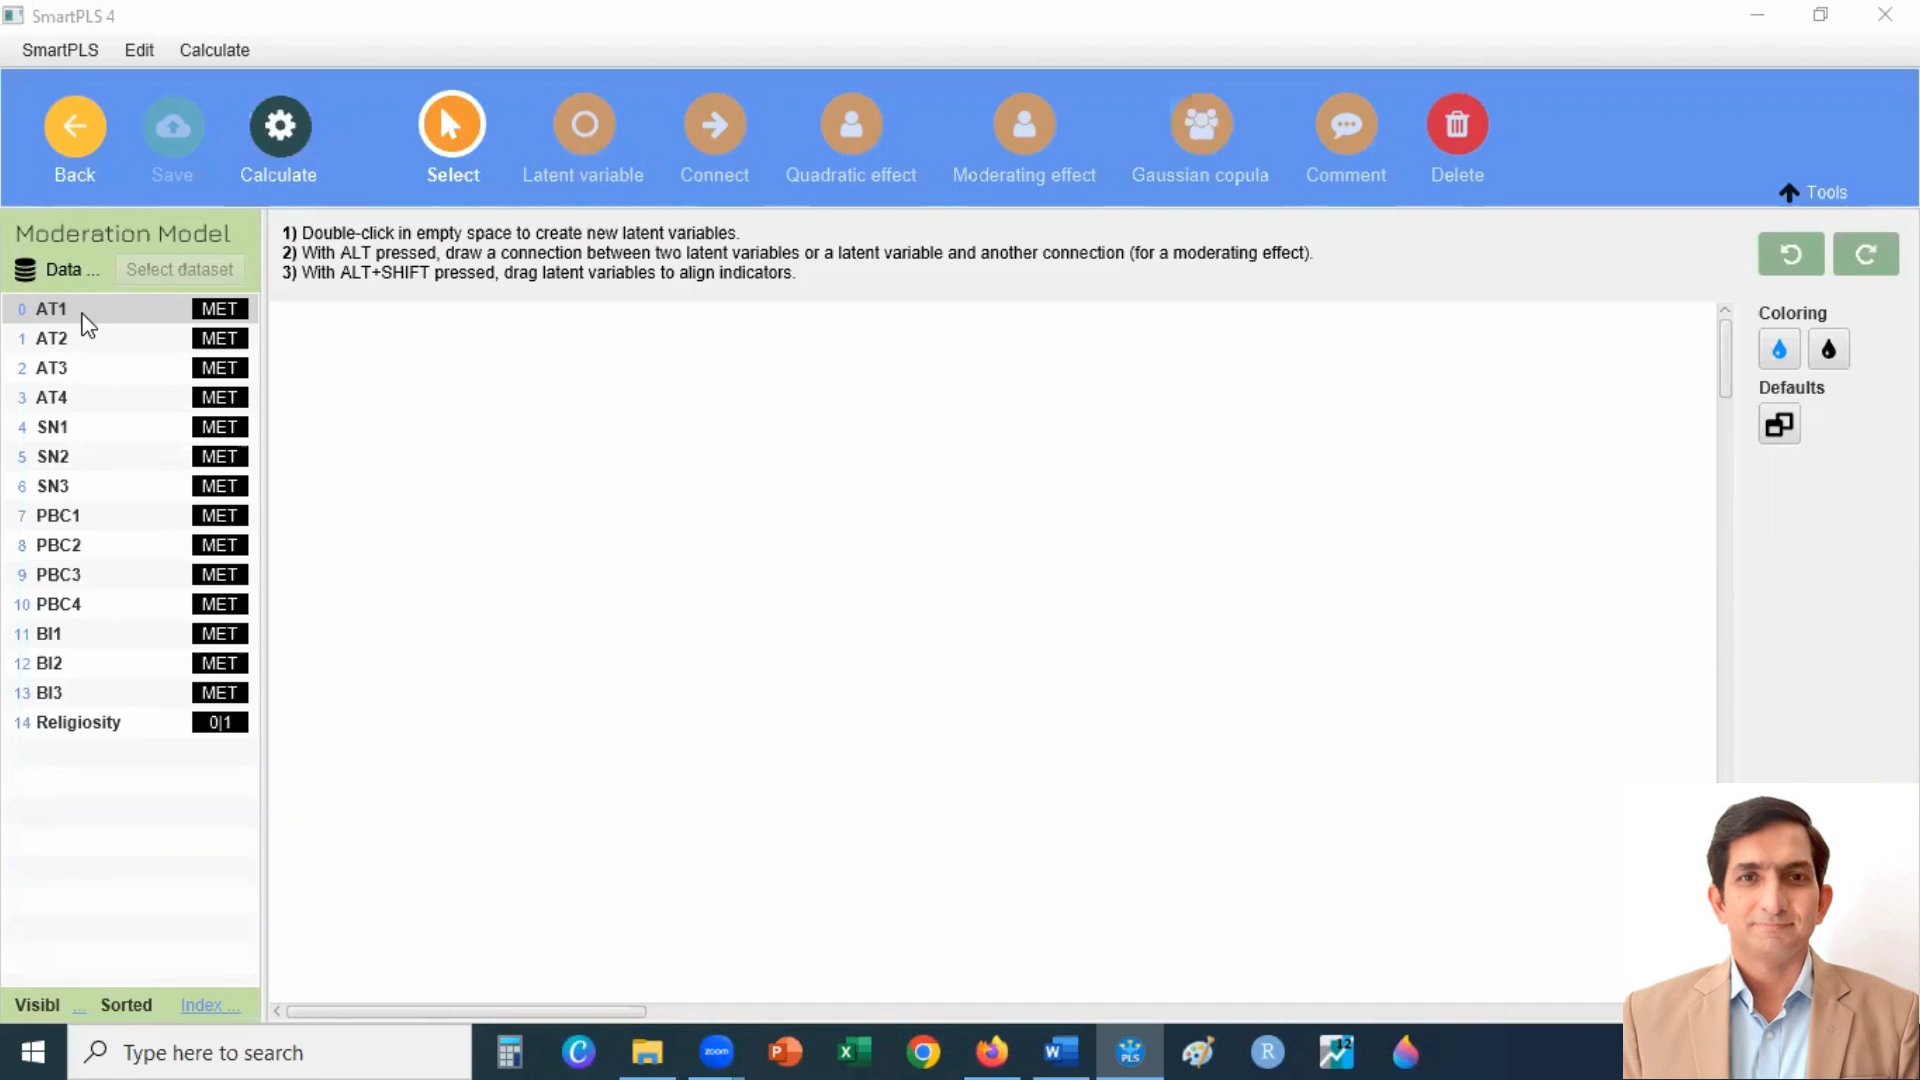 SmartPLS 4
SmartPLS Edit Calculate
Back Save Calculate Select Latent variable Connect Quadratic effect Moderating effect Gaussian copula Comment Delete
Tools
Moderation Model
Data ... Select dataset
1) Double-click in empty space to create new latent variables.
2) With ALT pressed, draw a connection between two latent variables or a latent variable and another connection (for a moderating effect).
3) With ALT+SHIFT pressed, drag latent variables to align indicators.
0 AT1 MET
1 AT2 MET
2 AT3 MET
3 AT4 MET
4 SN1 MET
5 SN2 MET
6 SN3 MET
7 PBC1 MET
8 PBC2 MET
9 PBC3 MET
10 PBC4 MET
11 BI1 MET
12 BI2 MET
13 BI3 MET
14 Religiosity 0|1
Coloring
Defaults
Visibl ... Sorted Index ...
Type here to search
zoom
PLS
12